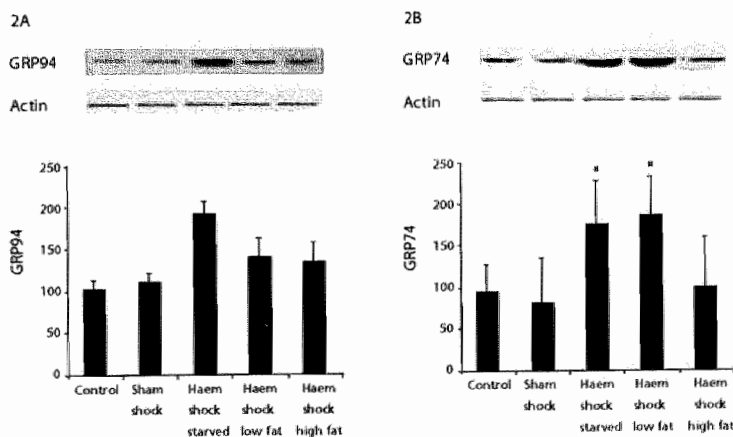 2A
GRP94
Actin
250
200
150
100
50
0
GRP94
Control
Sham
shock
Haem
shock
starved
Haem
shock
low fat
Haem
shock
high fat
2B
GRP74
Actin
250
200
150
100
50
0
GRP74
*
*
Control
Sham
shock
Haem
shock
starved
Haem
shock
low fat
Haem
shock
high fat